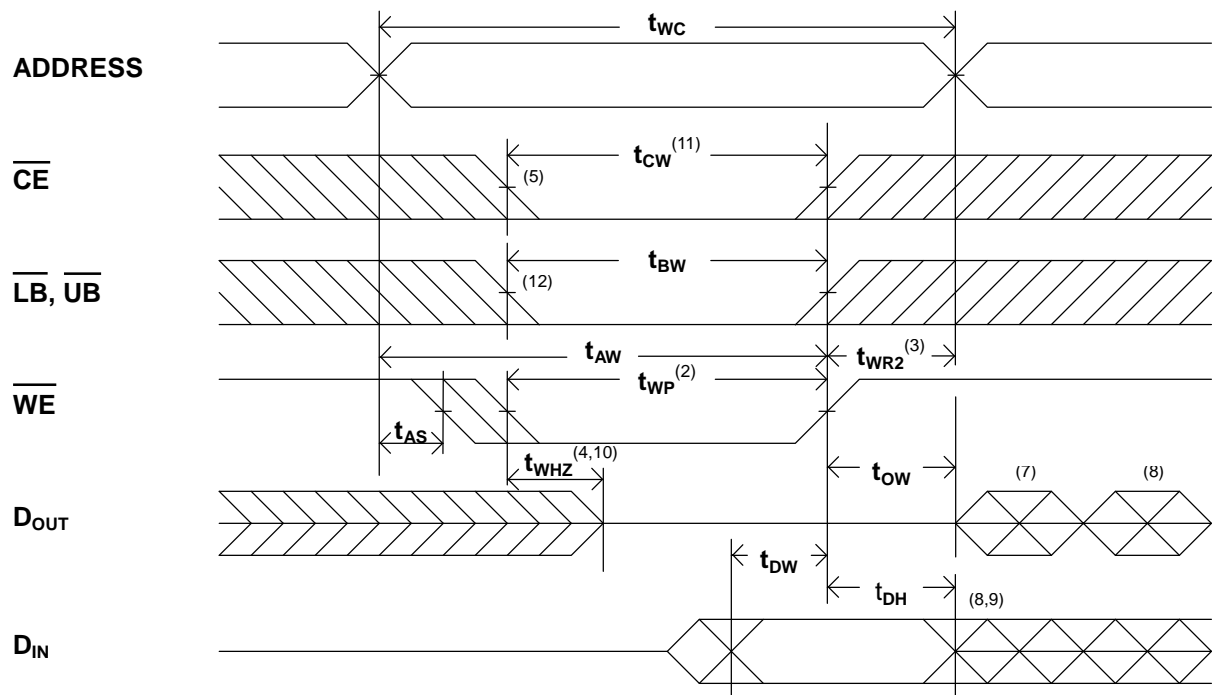 tWC
ADDRESS
tCW(11)
CE
(5)
tBW
LB, UB
(12)
tAW
tWR2(3)
tWP(2)
WE
tAS
tWHZ(4,10)
tOW
(7)
(8)
DOUT
tDW
tDH
(8,9)
DIN